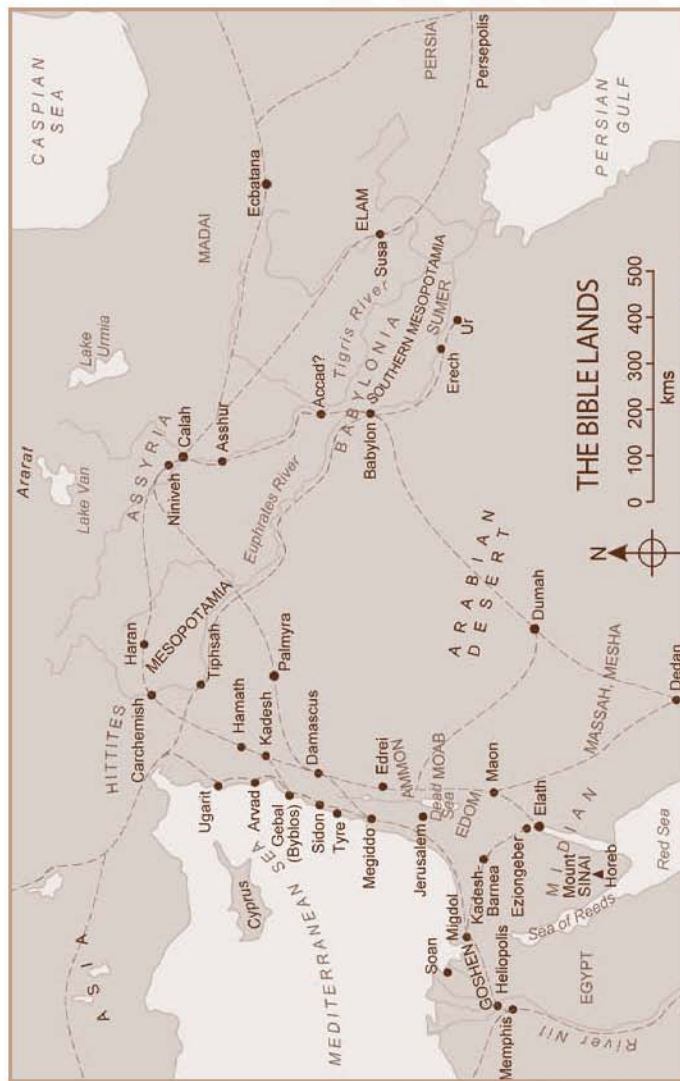 THE BIBLE LANDS
0 100 200 300 400 500
kms
N
CASPIAN
SEA
Ararat
Lake Van
Lake
Urmia
HITTITES
ASIA
Carchemish
Haran
MESOPOTAMIA
Tiphsah
ASSYRIA
Niniveh
Calah
Asshur
MADAI
Ecbatana
Ugarit
Arvad
Gebal
(Byblos)
Sidon
Tyre
Megiddo
Hamath
Kadesh
Palmyra
Damascus
Cyprus
MEDITERRANEAN SEA
Euphrates River
Tigris River
Accad?
BABYLONIA
Babylon
SOUTHERN MESOPOTAMIA
SUMER
Erech
Ur
ELAM
Susa
PERSIA
Persepolis
PERSIAN
GULF
Edrei
AMMON
Jerusalem
Dead
Sea
MOAB
EDOM
Maon
ARABIAN
DESERT
Dumah
MASSAH, MESHA
Dedan
Soan
Migdol
GOSHEN
Heliopolis
Memphis
River Nil
EGYPT
Kadesh-
Barnea
Eziongeber
Elath
MIDIAN
Mount
SINAI
Horeb
Sea of Reeds
Red Sea